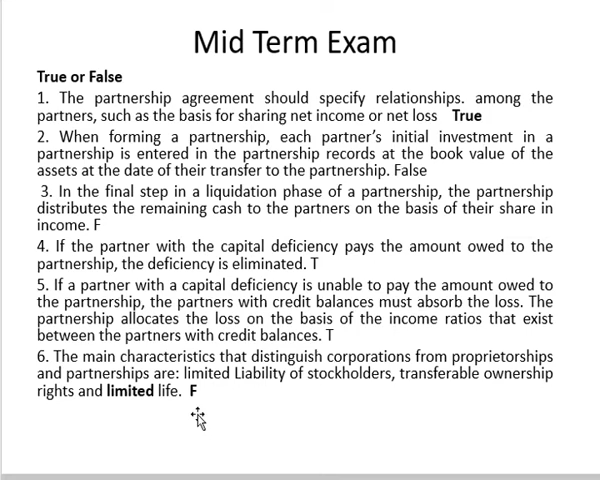 Mid Term Exam
True or False
1. The partnership agreement should specify relationships. among the
partners, such as the basis for sharing net income or net loss True
2. When forming a partnership, each partner’s initial investment in a
partnership is entered in the partnership records at the book value of the
assets at the date of their transfer to the partnership. False
3. In the final step in a liquidation phase of a partnership, the partnership
distributes the remaining cash to the partners on the basis of their share in
income. F
4. If the partner with the capital deficiency pays the amount owed to the
partnership, the deficiency is eliminated. T
5. If a partner with a capital deficiency is unable to pay the amount owed to
the partnership, the partners with credit balances must absorb the loss. The
partnership allocates the loss on the basis of the income ratios that exist
between the partners with credit balances. T
6. The main characteristics that distinguish corporations from proprietorships
and partnerships are: limited Liability of stockholders, transferable ownership
rights and limited life. F